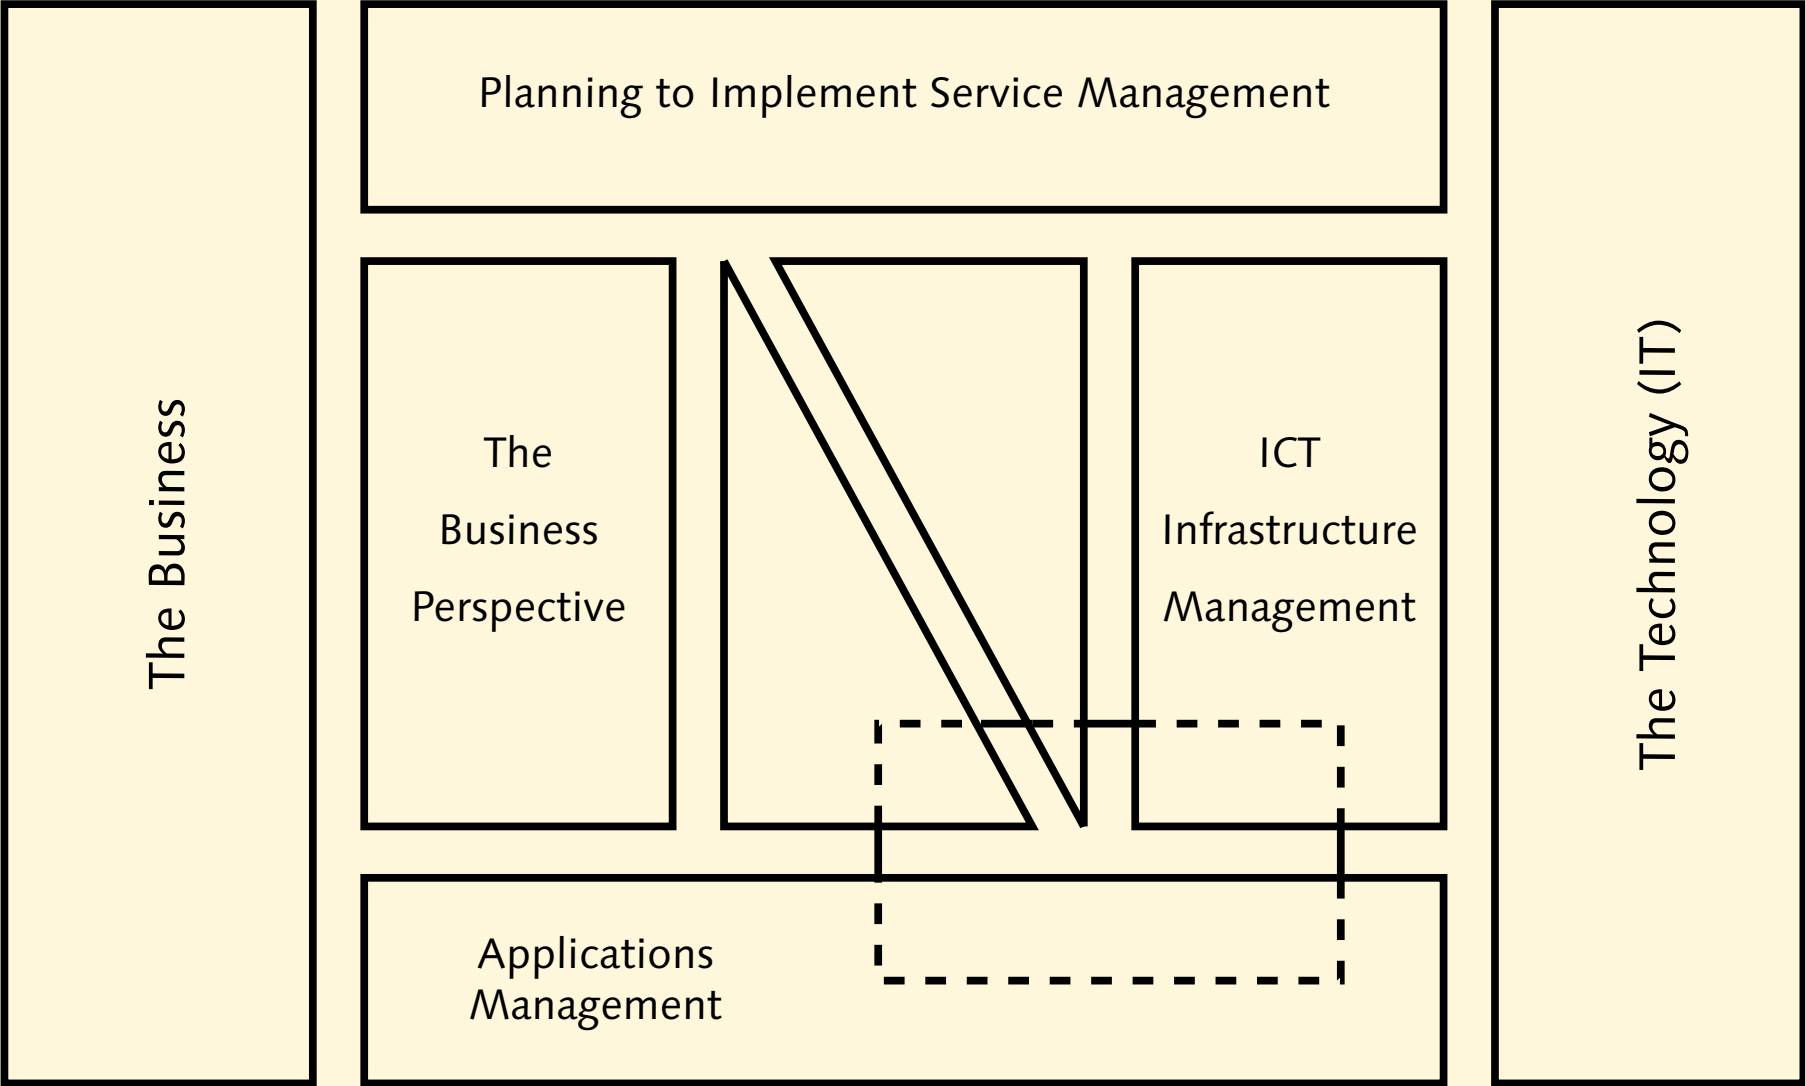 Planning to Implement Service Management
The Business
The
Business
Perspective
ICT
Infrastructure
Management
The Technology (IT)
Applications
Management